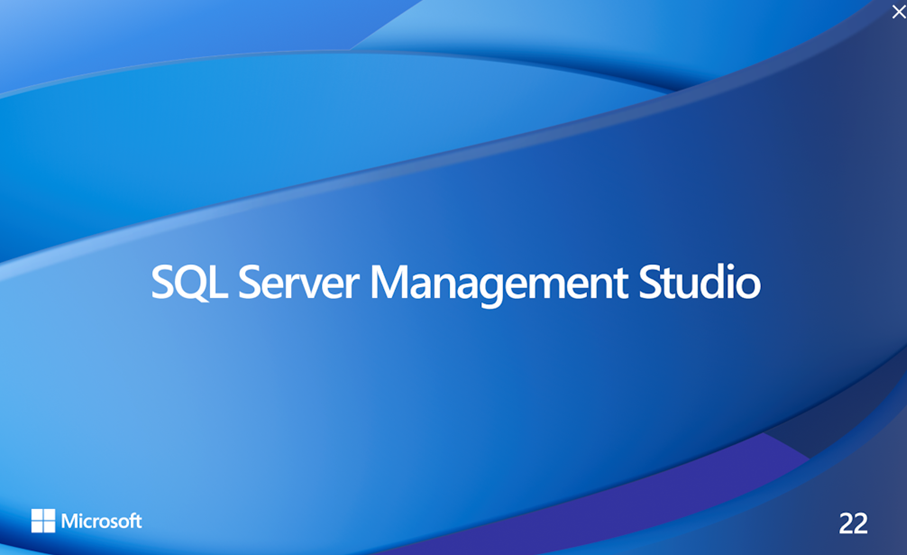 SQL Server Management Studio
Microsoft
22